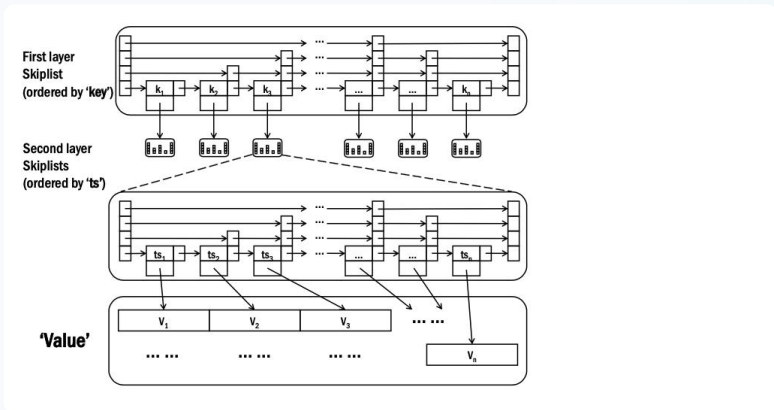 First layer
Skiplist
(ordered by 'key')
...
...
...
k₁ k₂ k₃ ... ... ... kₙ
Second layer
Skiplists
(ordered by 'ts')
...
...
...
ts₁ ts₂ ts₃ ... ... ... tsₙ
'Value'
V₁ V₂ V₃ ... ...
... ... ... ... ... ... Vₙ